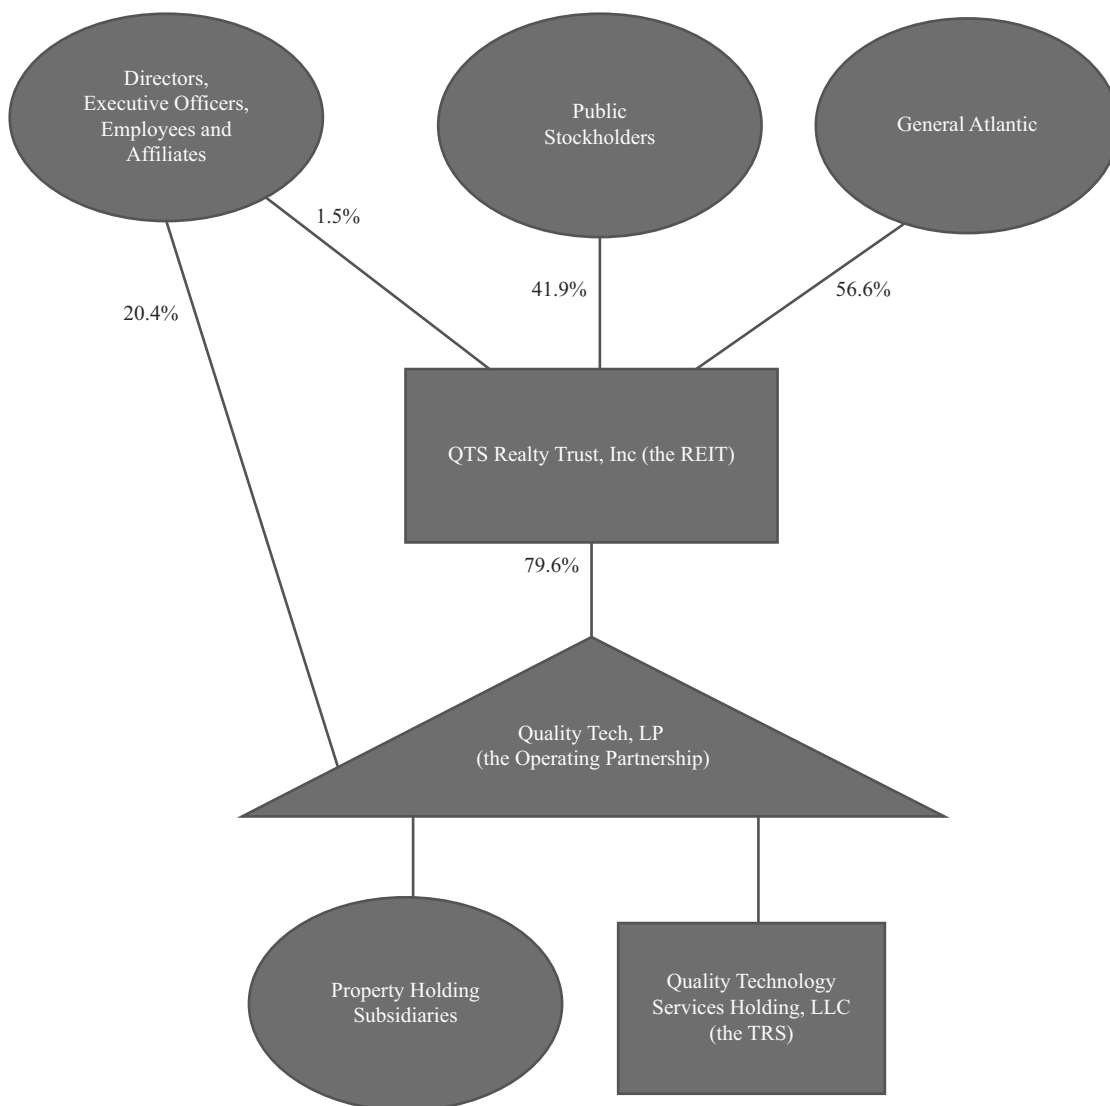 Directors,
Executive Officers,
Employees and
Affiliates
Public
Stockholders
General Atlantic
1.5%
20.4%
41.9%
56.6%
QTS Realty Trust, Inc (the REIT)
79.6%
Quality Tech, LP
(the Operating Partnership)
Property Holding
Subsidiaries
Quality Technology
Services Holding, LLC
(the TRS)